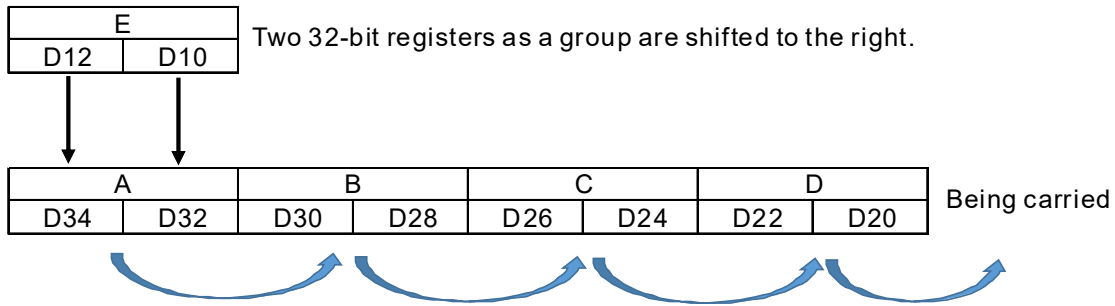 E
Two 32-bit registers as a group are shifted to the right.
D12 D10
A B C D
Being carried
D34 D32 D30 D28 D26 D24 D22 D20